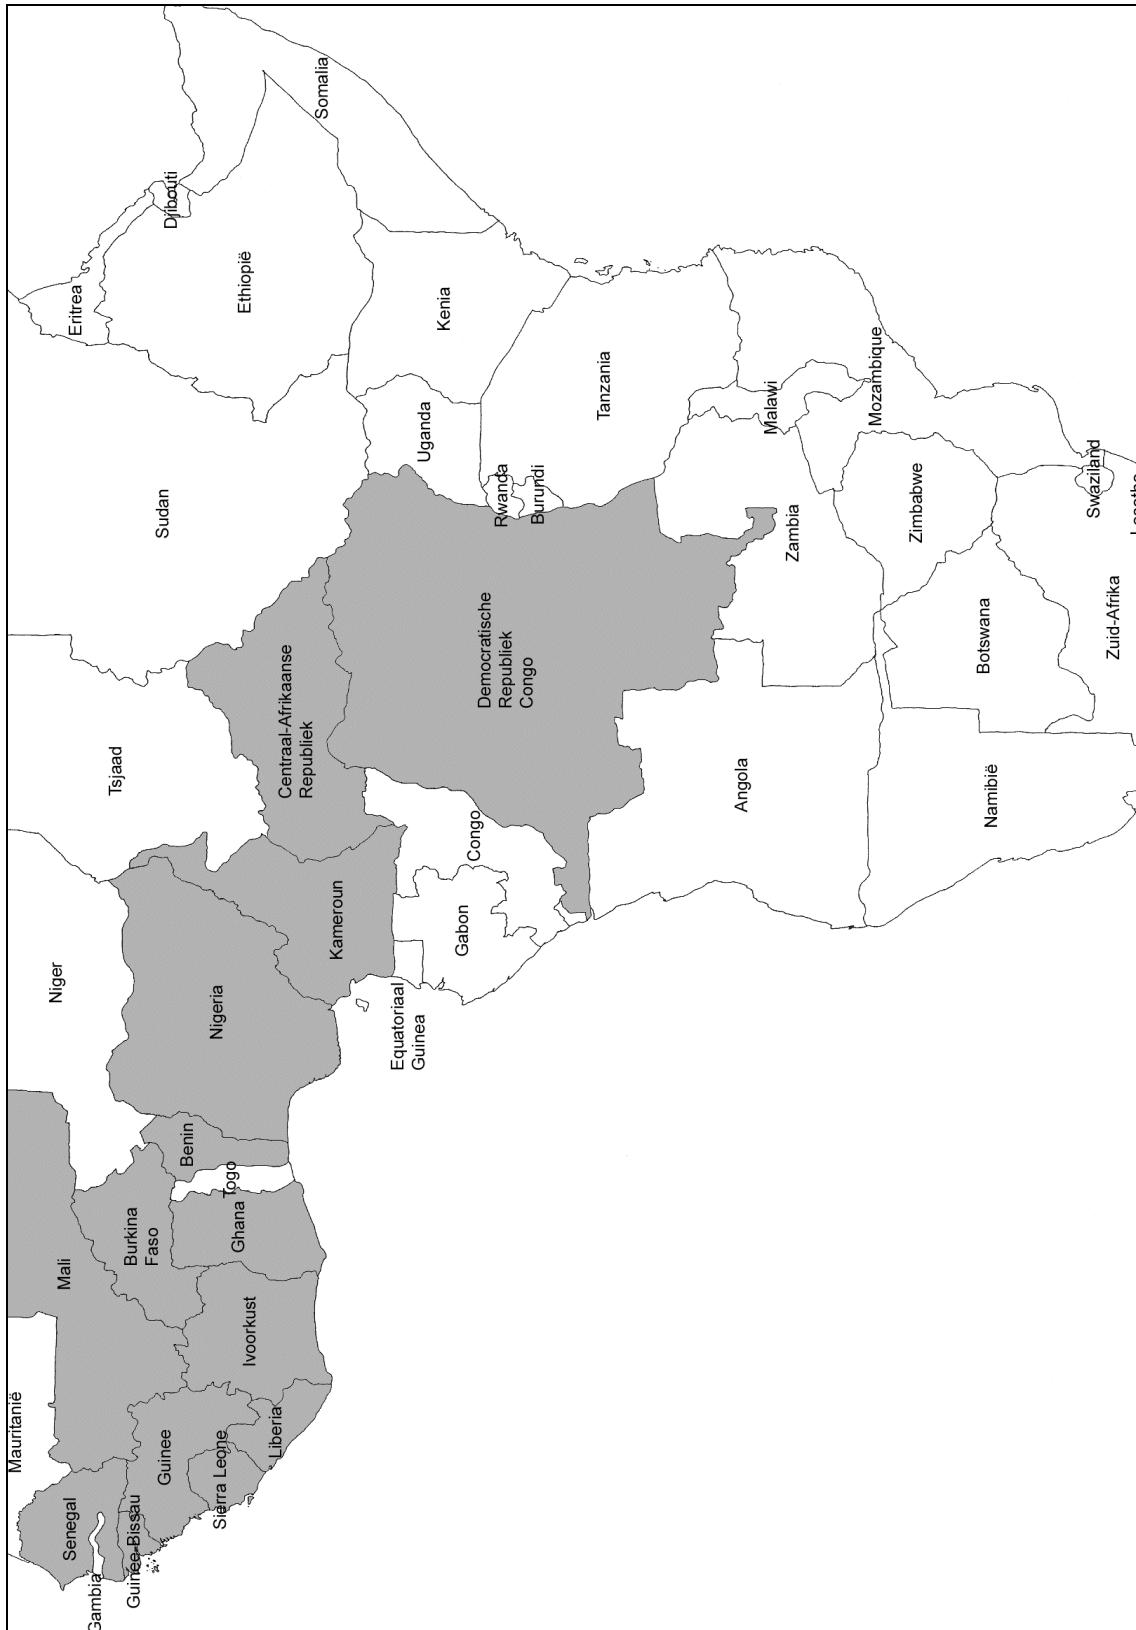 Mauritanië
Mali
Niger
Tsjaad
Sudan
Eritrea
Djibouti
Somalia
Ethiopië
Senegal
Gambia
Guinee-Bissau
Guinee
Sierra Leone
Liberia
Ivoorkust
Burkina
Faso
Ghana
Togo
Benin
Nigeria
Kameroun
Centraal-Afrikaanse
Republiek
Equatoriaal
Guinea
Gabon
Congo
Democratische
Republiek
Congo
Uganda
Kenia
Rwanda
Burundi
Tanzania
Angola
Zambia
Malawi
Mozambique
Zimbabwe
Namibië
Botswana
Zuid-Afrika
Swaziland